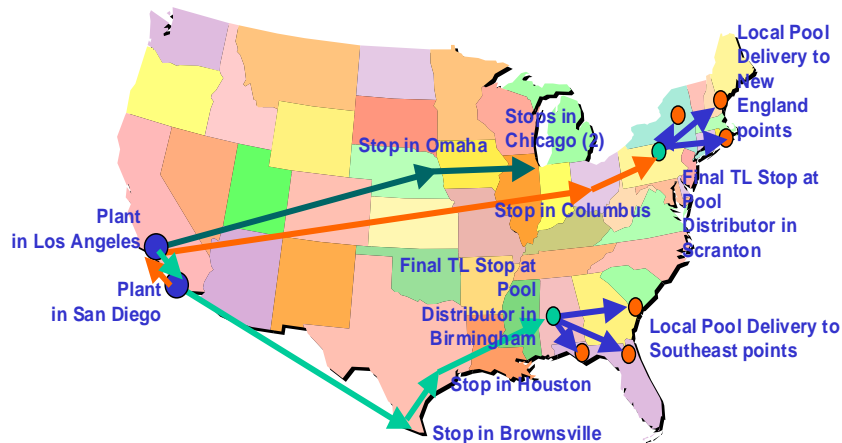 Local Pool
Delivery to
New
England
points
Stops in
Chicago (2)
Stop in Omaha
Final TL Stop at
Pool
Distributor in
Scranton
Stop in Columbus
Plant
in Los Angeles
Final TL Stop at
Pool
Distributor in
Birmingham
Plant
in San Diego
Local Pool Delivery to
Southeast points
Stop in Houston
Stop in Brownsville